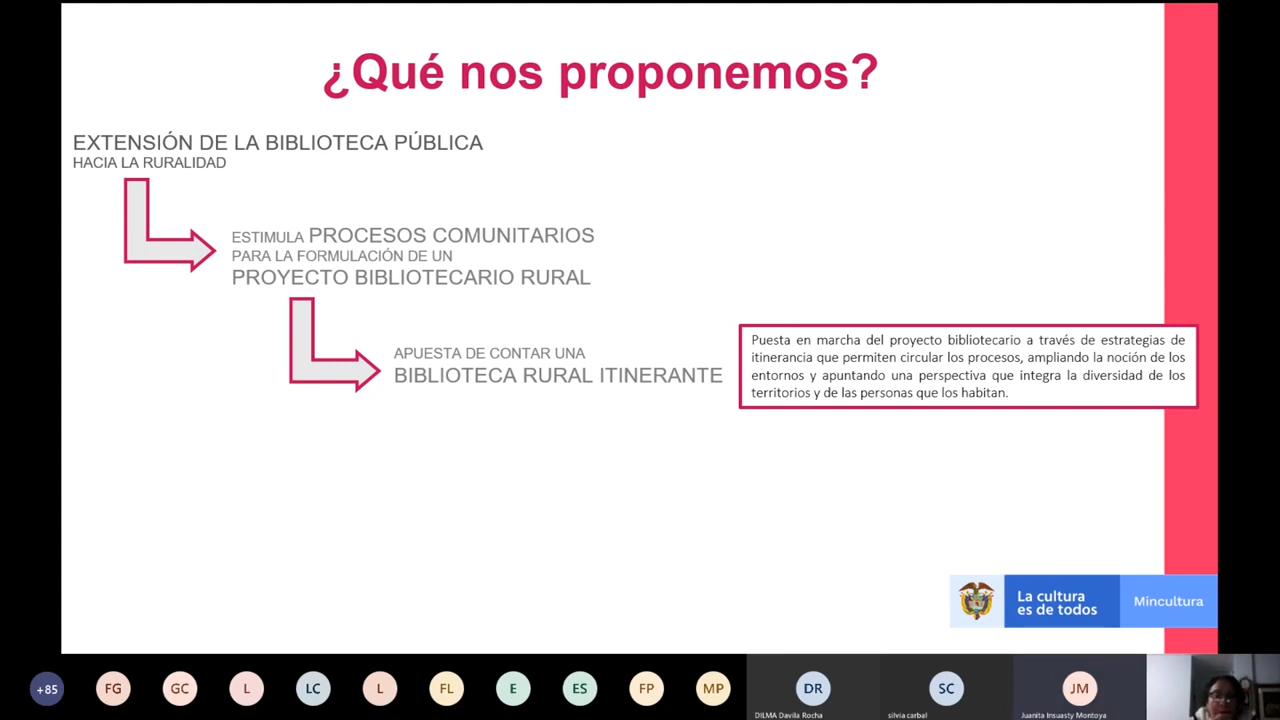 ¿Qué nos proponemos?
EXTENSIÓN DE LA BIBLIOTECA PÚBLICA
HACIA LA RURALIDAD
ESTIMULA PROCESOS COMUNITARIOS
PARA LA FORMULACIÓN DE UN
PROYECTO BIBLIOTECARIO RURAL
APUESTA DE CONTAR UNA
BIBLIOTECA RURAL ITINERANTE
Puesta en marcha del proyecto bibliotecario a través de estrategias de
itinerancia que permiten circular los procesos, ampliando la noción de los
entornos y apuntando una perspectiva que integra la diversidad de los
territorios y de las personas que los habitan.
La cultura
es de todos
Mincultura
+85
FG
GC
L
LC
L
FL
E
ES
FP
MP
DR
SC
JM
DILMA Davila Rocha
silvia carbal
Juanita Insuasty Montoya